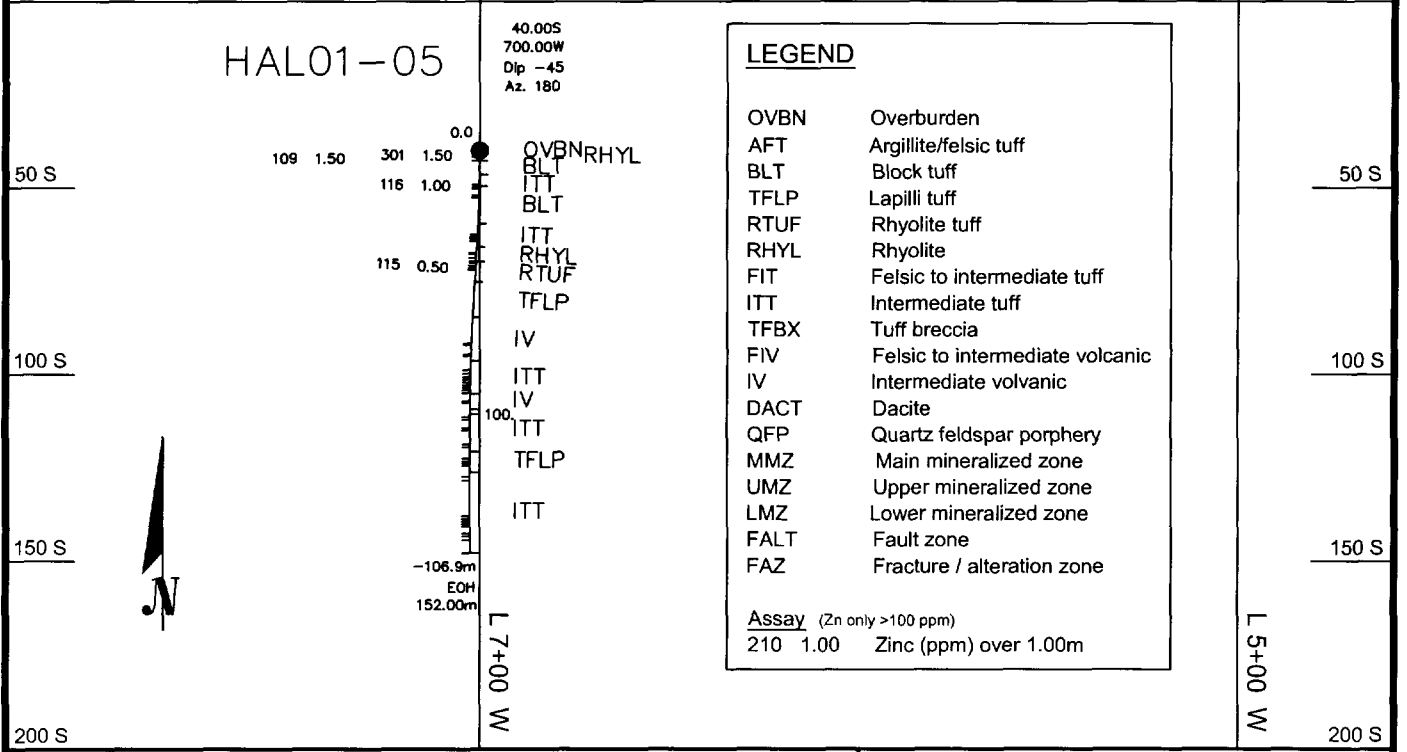 HAL01-05
40.00S
700.00W
Dip -45
Az. 180
0.0
109 1.50 301 1.50
116 1.00
115 0.50
OVBN RHYL
BLT
ITT
BLT
ITT
RHYL
RTUF
TFLP
IV
ITT
IV
100.
ITT
TFLP
ITT
-106.9m
EOH
152.00m
L 7+00 W
50 S
100 S
150 S
200 S
N
LEGEND
OVBN Overburden
AFT Argillite/felsic tuff
BLT Block tuff
TFLP Lapilli tuff
RTUF Rhyolite tuff
RHYL Rhyolite
FIT Felsic to intermediate tuff
ITT Intermediate tuff
TFBX Tuff breccia
FIV Felsic to intermediate volcanic
IV Intermediate volvanic
DACT Dacite
QFP Quartz feldspar porphery
MMZ Main mineralized zone
UMZ Upper mineralized zone
LMZ Lower mineralized zone
FALT Fault zone
FAZ Fracture / alteration zone
Assay (Zn only >100 ppm)
210 1.00 Zinc (ppm) over 1.00m
L 5+00 W
50 S
100 S
150 S
200 S